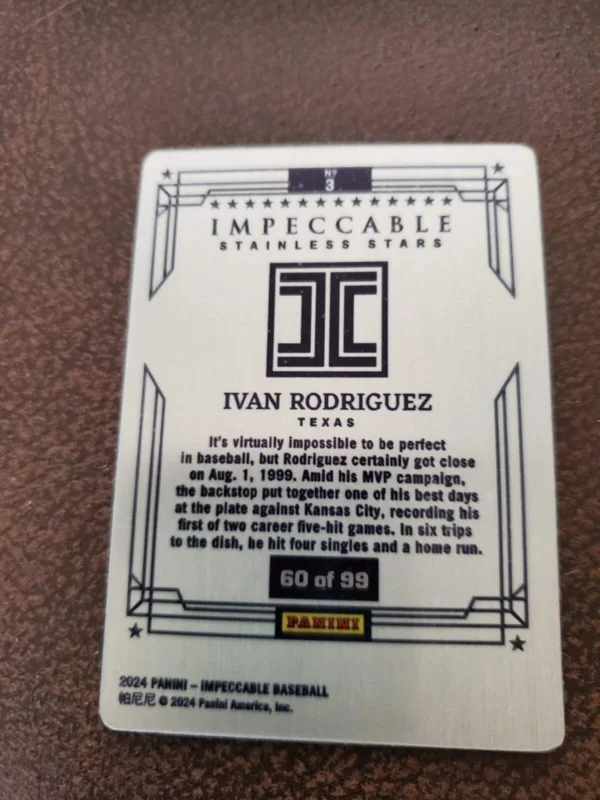 Nº
3
IMPECCABLE
STAINLESS STARS
IVAN RODRIGUEZ
TEXAS
It's virtually impossible to be perfect
in baseball, but Rodriguez certainly got close
on Aug. 1, 1999. Amid his MVP campaign,
the backstop put together one of his best days
at the plate against Kansas City, recording his
first of two career five-hit games. In six trips
to the dish, he hit four singles and a home run.
60 of 99
PANINI
2024 PANINI – IMPECCABLE BASEBALL
帕尼尼 © 2024 Panini America, Inc.